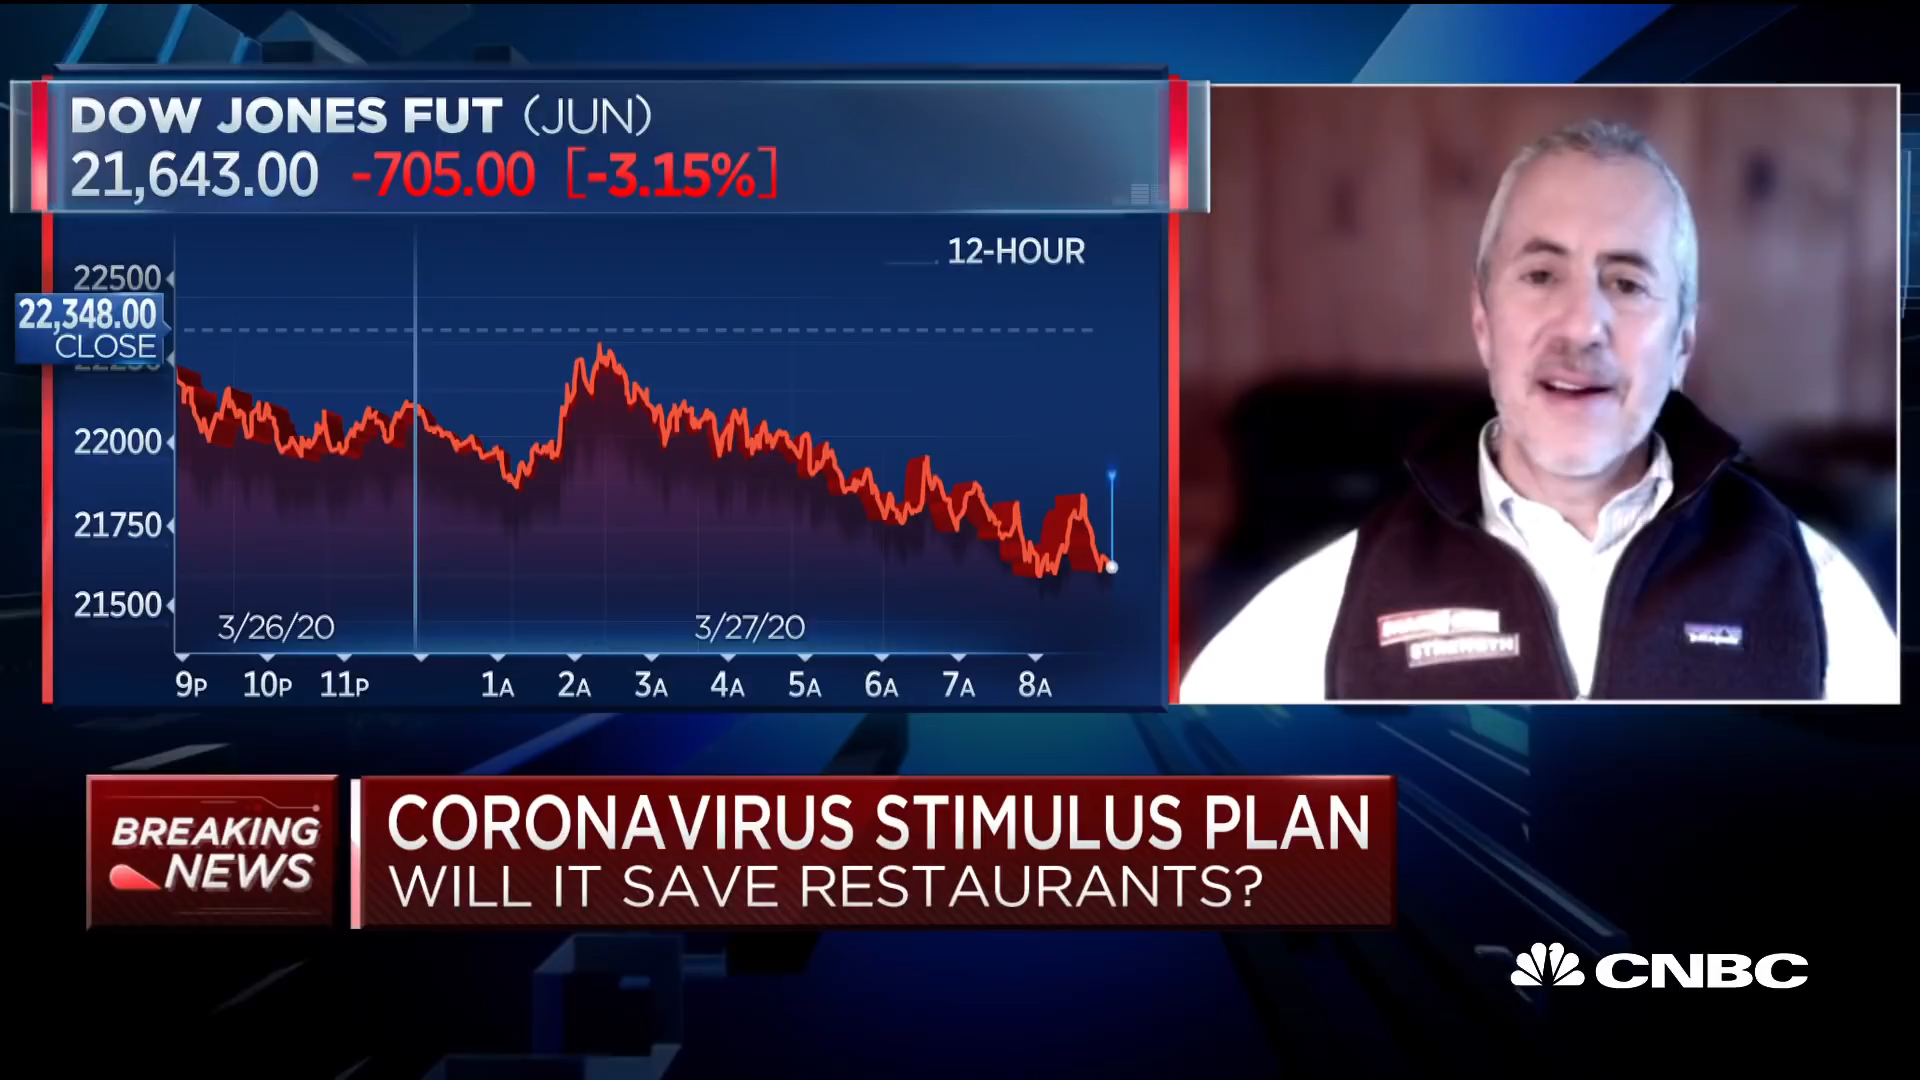 DOW JONES FUT (JUN)
21,643.00 -705.00 [-3.15%]
12-HOUR
22500
22,348.00
CLOSE
22000
21750
21500
3/26/20 3/27/20
9P 10P 11P 1A 2A 3A 4A 5A 6A 7A 8A
STRENGTH
patagonia
BREAKING
NEWS
CORONAVIRUS STIMULUS PLAN
WILL IT SAVE RESTAURANTS?
CNBC